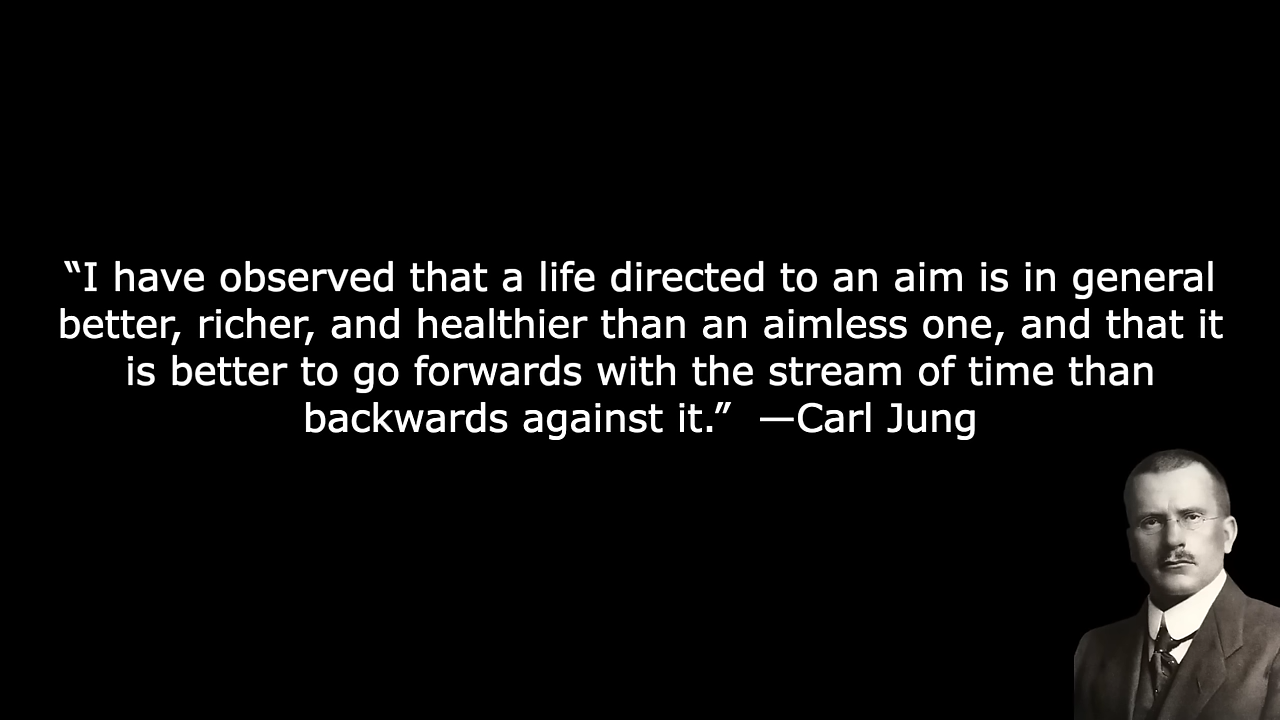 “I have observed that a life directed to an aim is in general
better, richer, and healthier than an aimless one, and that it
is better to go forwards with the stream of time than
backwards against it.”  —Carl Jung